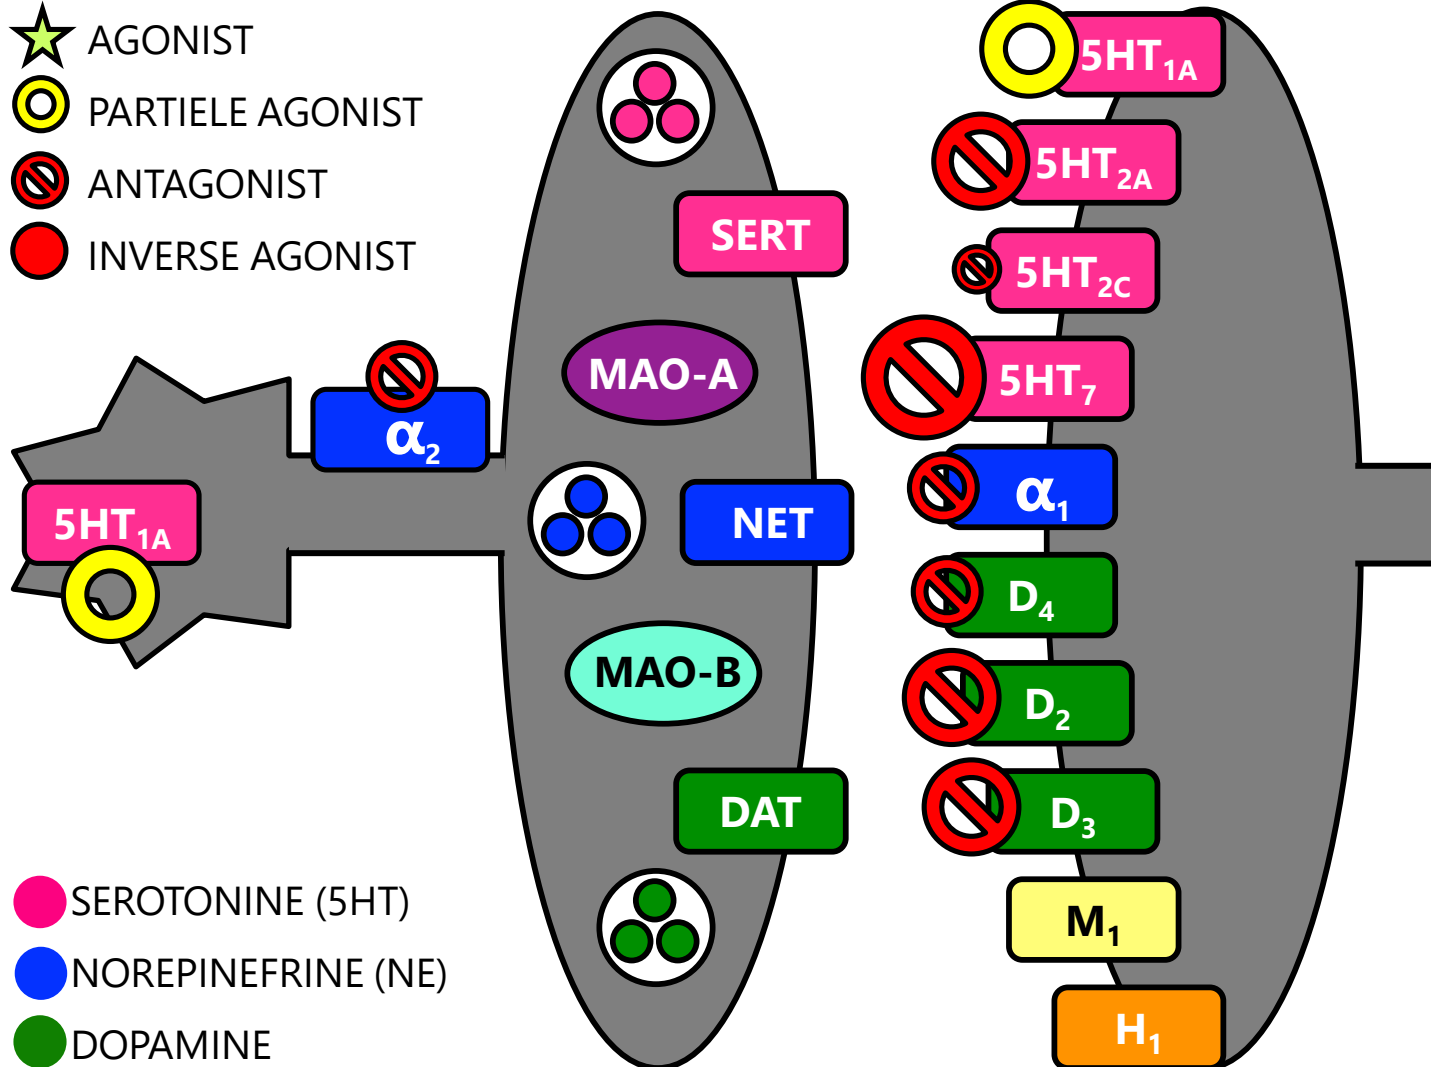 AGONIST
PARTIELE AGONIST
ANTAGONIST
INVERSE AGONIST
5HT1A
α2
SERT
MAO-A
NET
MAO-B
DAT
5HT1A
5HT2A
5HT2C
5HT7
α1
D4
D2
D3
M1
H1
SEROTONINE (5HT)
NOREPINEFRINE (NE)
DOPAMINE